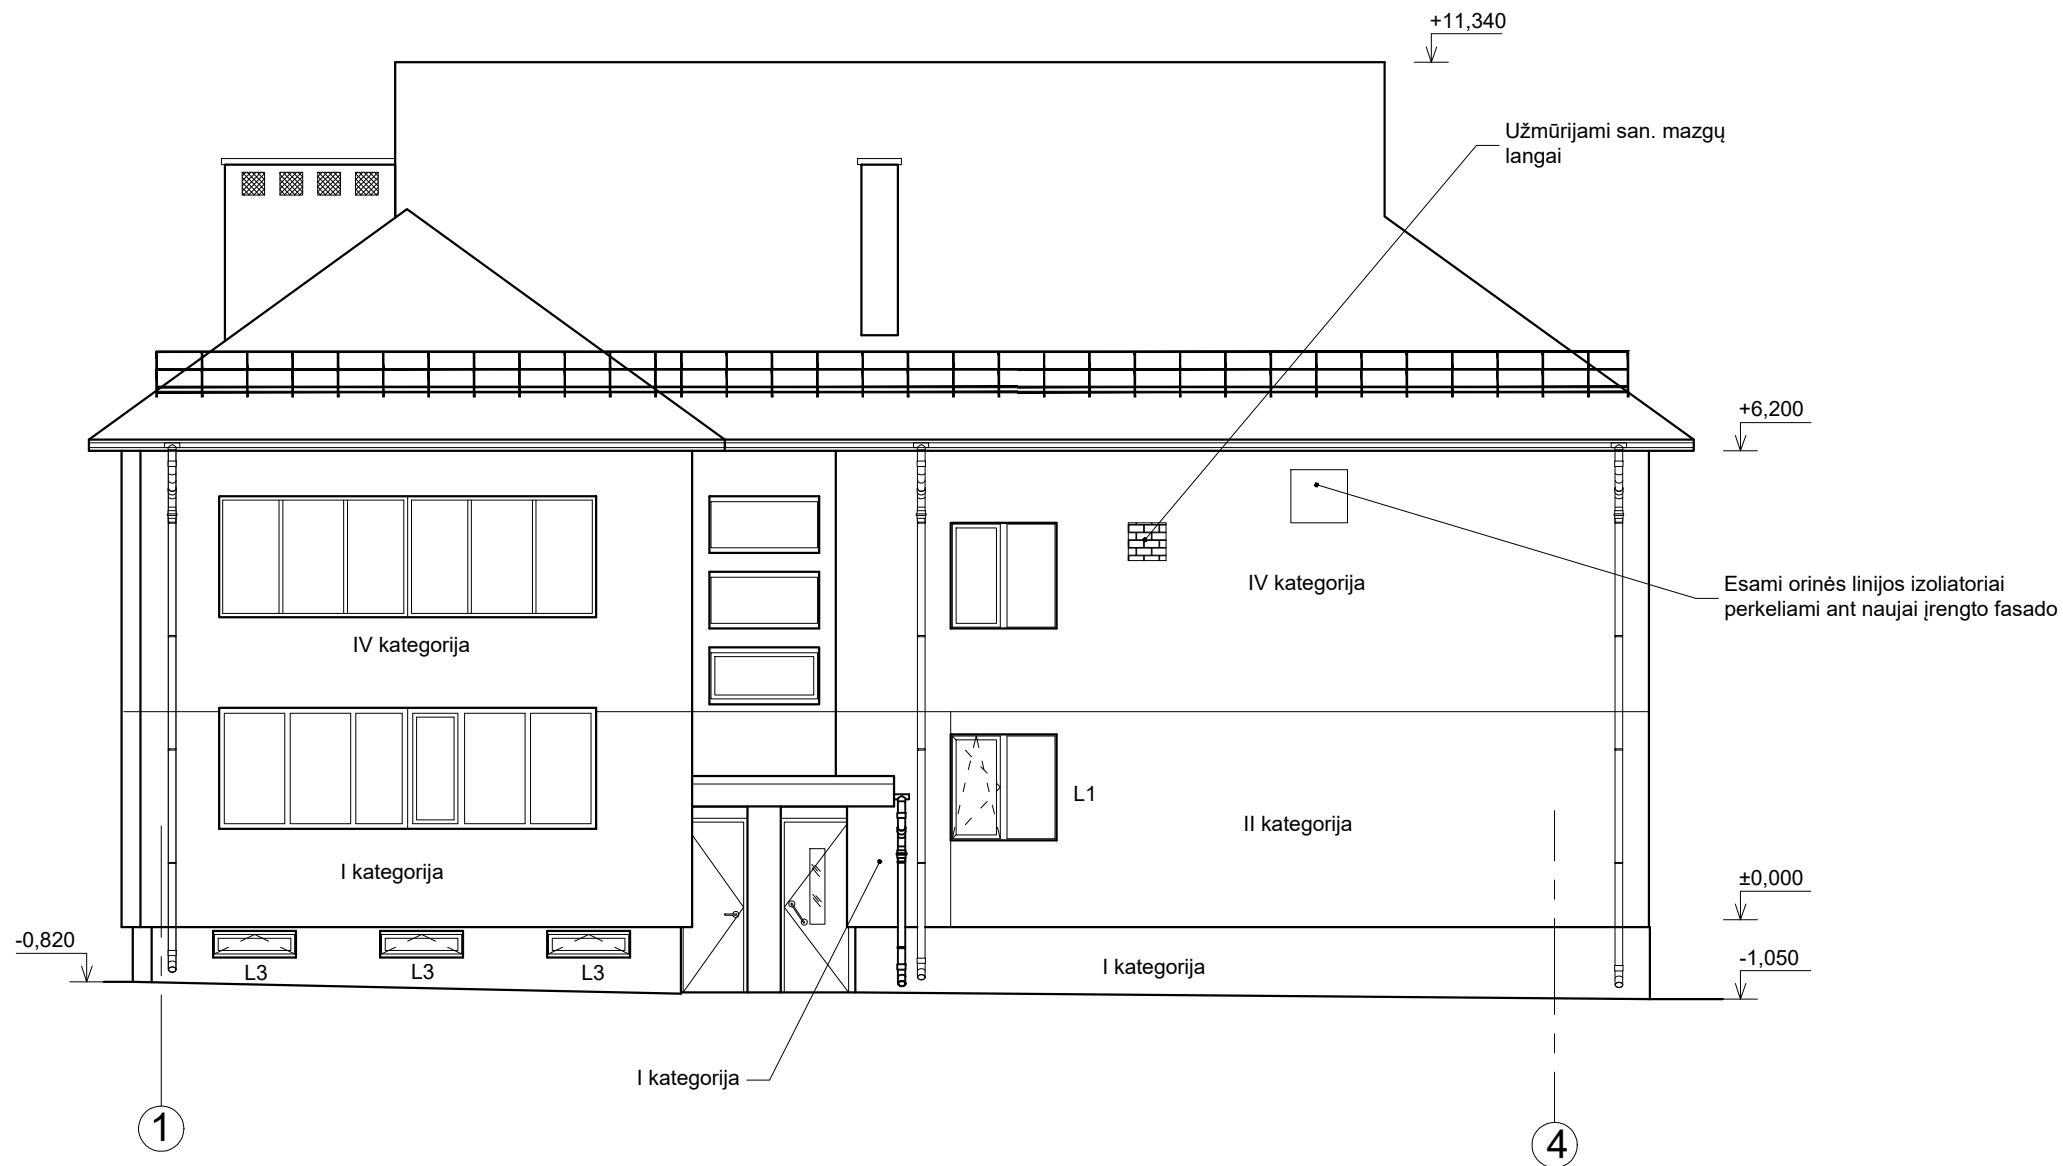 +11,340
Užmūrijami san. mazgų
langai
+6,200
IV kategorija
Esami orinės linijos izoliatoriai
perkeliami ant naujai įrengto fasado
IV kategorija
L1
II kategorija
I kategorija
±0,000
-0,820
L3
L3
L3
I kategorija
-1,050
I kategorija
1
4